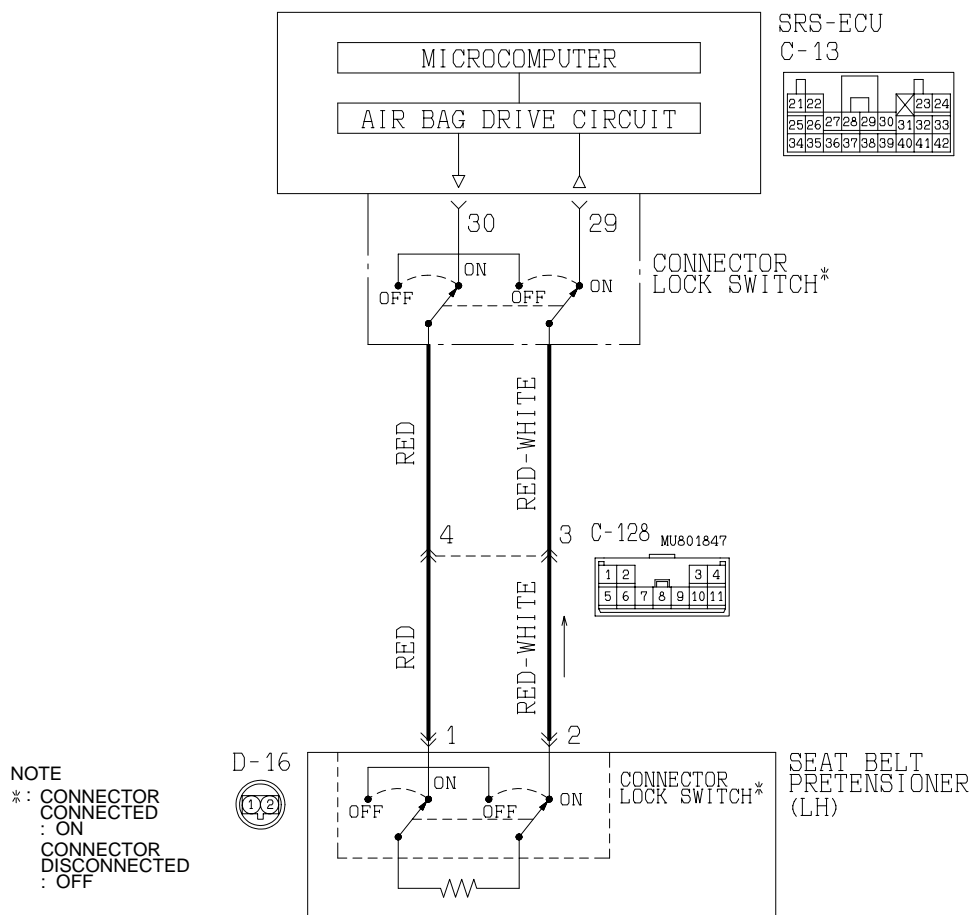 SRS-ECU
C-13
MICROCOMPUTER
AIR BAG DRIVE CIRCUIT
21 22 23 24
25 26 27 28 29 30 31 32 33
34 35 36 37 38 39 40 41 42
30 29
CONNECTOR
LOCK SWITCH*
ON
OFF
OFF
ON
RED
RED-WHITE
4
3
C-128
MU801847
1 2 3 4
5 6 7 8 9 10 11
RED
RED-WHITE
1
2
D-16
1 2
CONNECTOR
LOCK SWITCH*
ON
OFF
OFF
ON
SEAT BELT
PRETENSIONER
(LH)
NOTE
*: CONNECTOR
CONNECTED
: ON
CONNECTOR
DISCONNECTED
: OFF